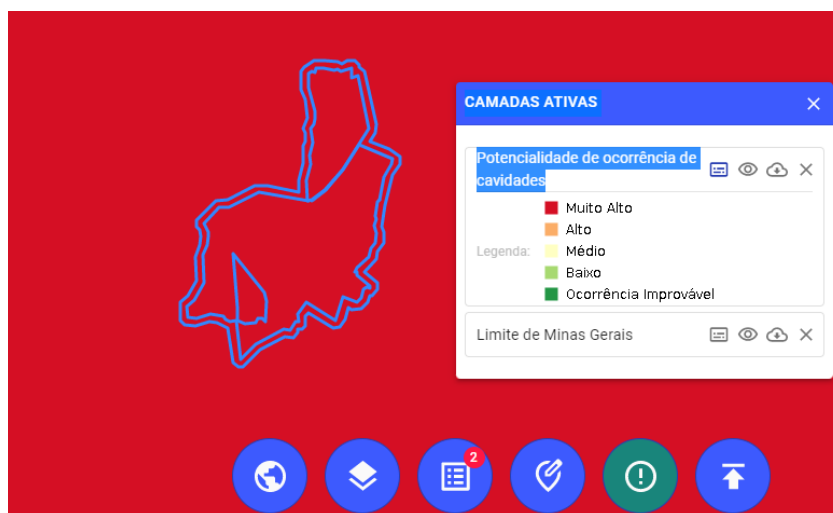 CAMADAS ATIVAS
Potencialidade de ocorrência de
cavidades
Muito Alto
Alto
Legenda: Médio
Baixo
Ocorrência Improvável
Limite de Minas Gerais
2